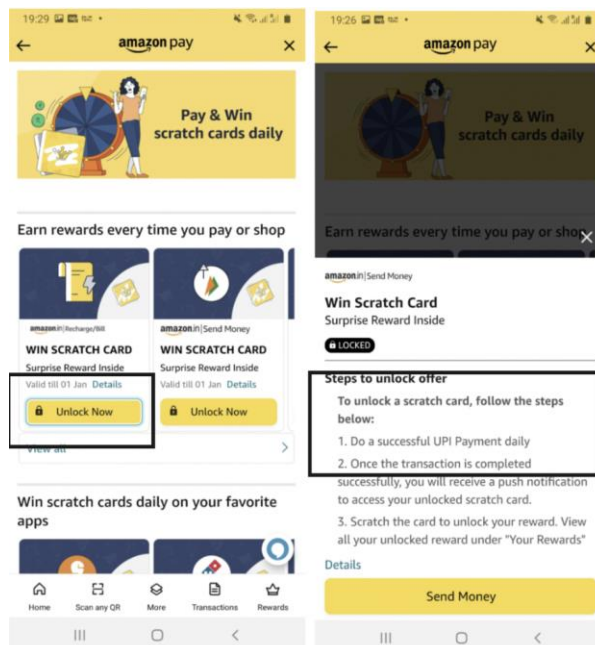 19:29
amazon pay
Pay & Win
scratch cards daily
Earn rewards every time you pay or shop
amazon.in|Recharge/Bill
amazon.in|Send Money
WIN SCRATCH CARD
WIN SCRATCH CARD
Surprise Reward Inside
Surprise Reward Inside
Valid till 01 Jan Details
Valid till 01 Jan Details
Unlock Now
Unlock Now
View all
Win scratch cards daily on your favorite
apps
Home
Scan any QR
More
Transactions
Rewards
19:26
amazon pay
Pay & Win
scratch cards daily
Earn rewards every time you pay or shop
amazon.in|Send Money
Win Scratch Card
Surprise Reward Inside
LOCKED
Steps to unlock offer
To unlock a scratch card, follow the steps
below:
1. Do a successful UPI Payment daily
2. Once the transaction is completed
successfully, you will receive a push notification
to access your unlocked scratch card.
3. Scratch the card to unlock your reward. View
all your unlocked reward under "Your Rewards"
Details
Send Money